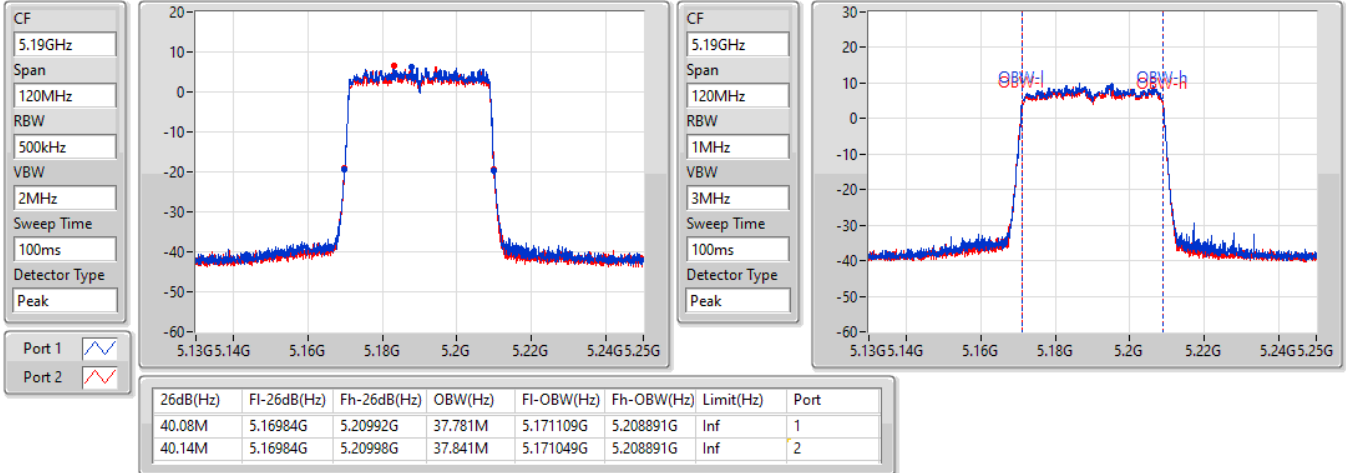 CF
5.19GHz
Span
120MHz
RBW
500kHz
VBW
2MHz
Sweep Time
100ms
Detector Type
Peak
20
10
0
-10
-20
-30
-40
-50
-60
5.13G 5.14G 5.16G 5.18G 5.2G 5.22G 5.24G 5.25G
CF
5.19GHz
Span
120MHz
RBW
1MHz
VBW
3MHz
Sweep Time
100ms
Detector Type
Peak
30
20
10
0
-10
-20
-30
-40
-50
-60
OBW-l OBW-h
OBW-l OBW-h
5.13G 5.14G 5.16G 5.18G 5.2G 5.22G 5.24G 5.25G
Port 1
Port 2
26dB(Hz) Fl-26dB(Hz) Fh-26dB(Hz) OBW(Hz) Fl-OBW(Hz) Fh-OBW(Hz) Limit(Hz) Port
40.08M 5.16984G 5.20992G 37.781M 5.171109G 5.208891G Inf 1
40.14M 5.16984G 5.20998G 37.841M 5.171049G 5.208891G Inf 2